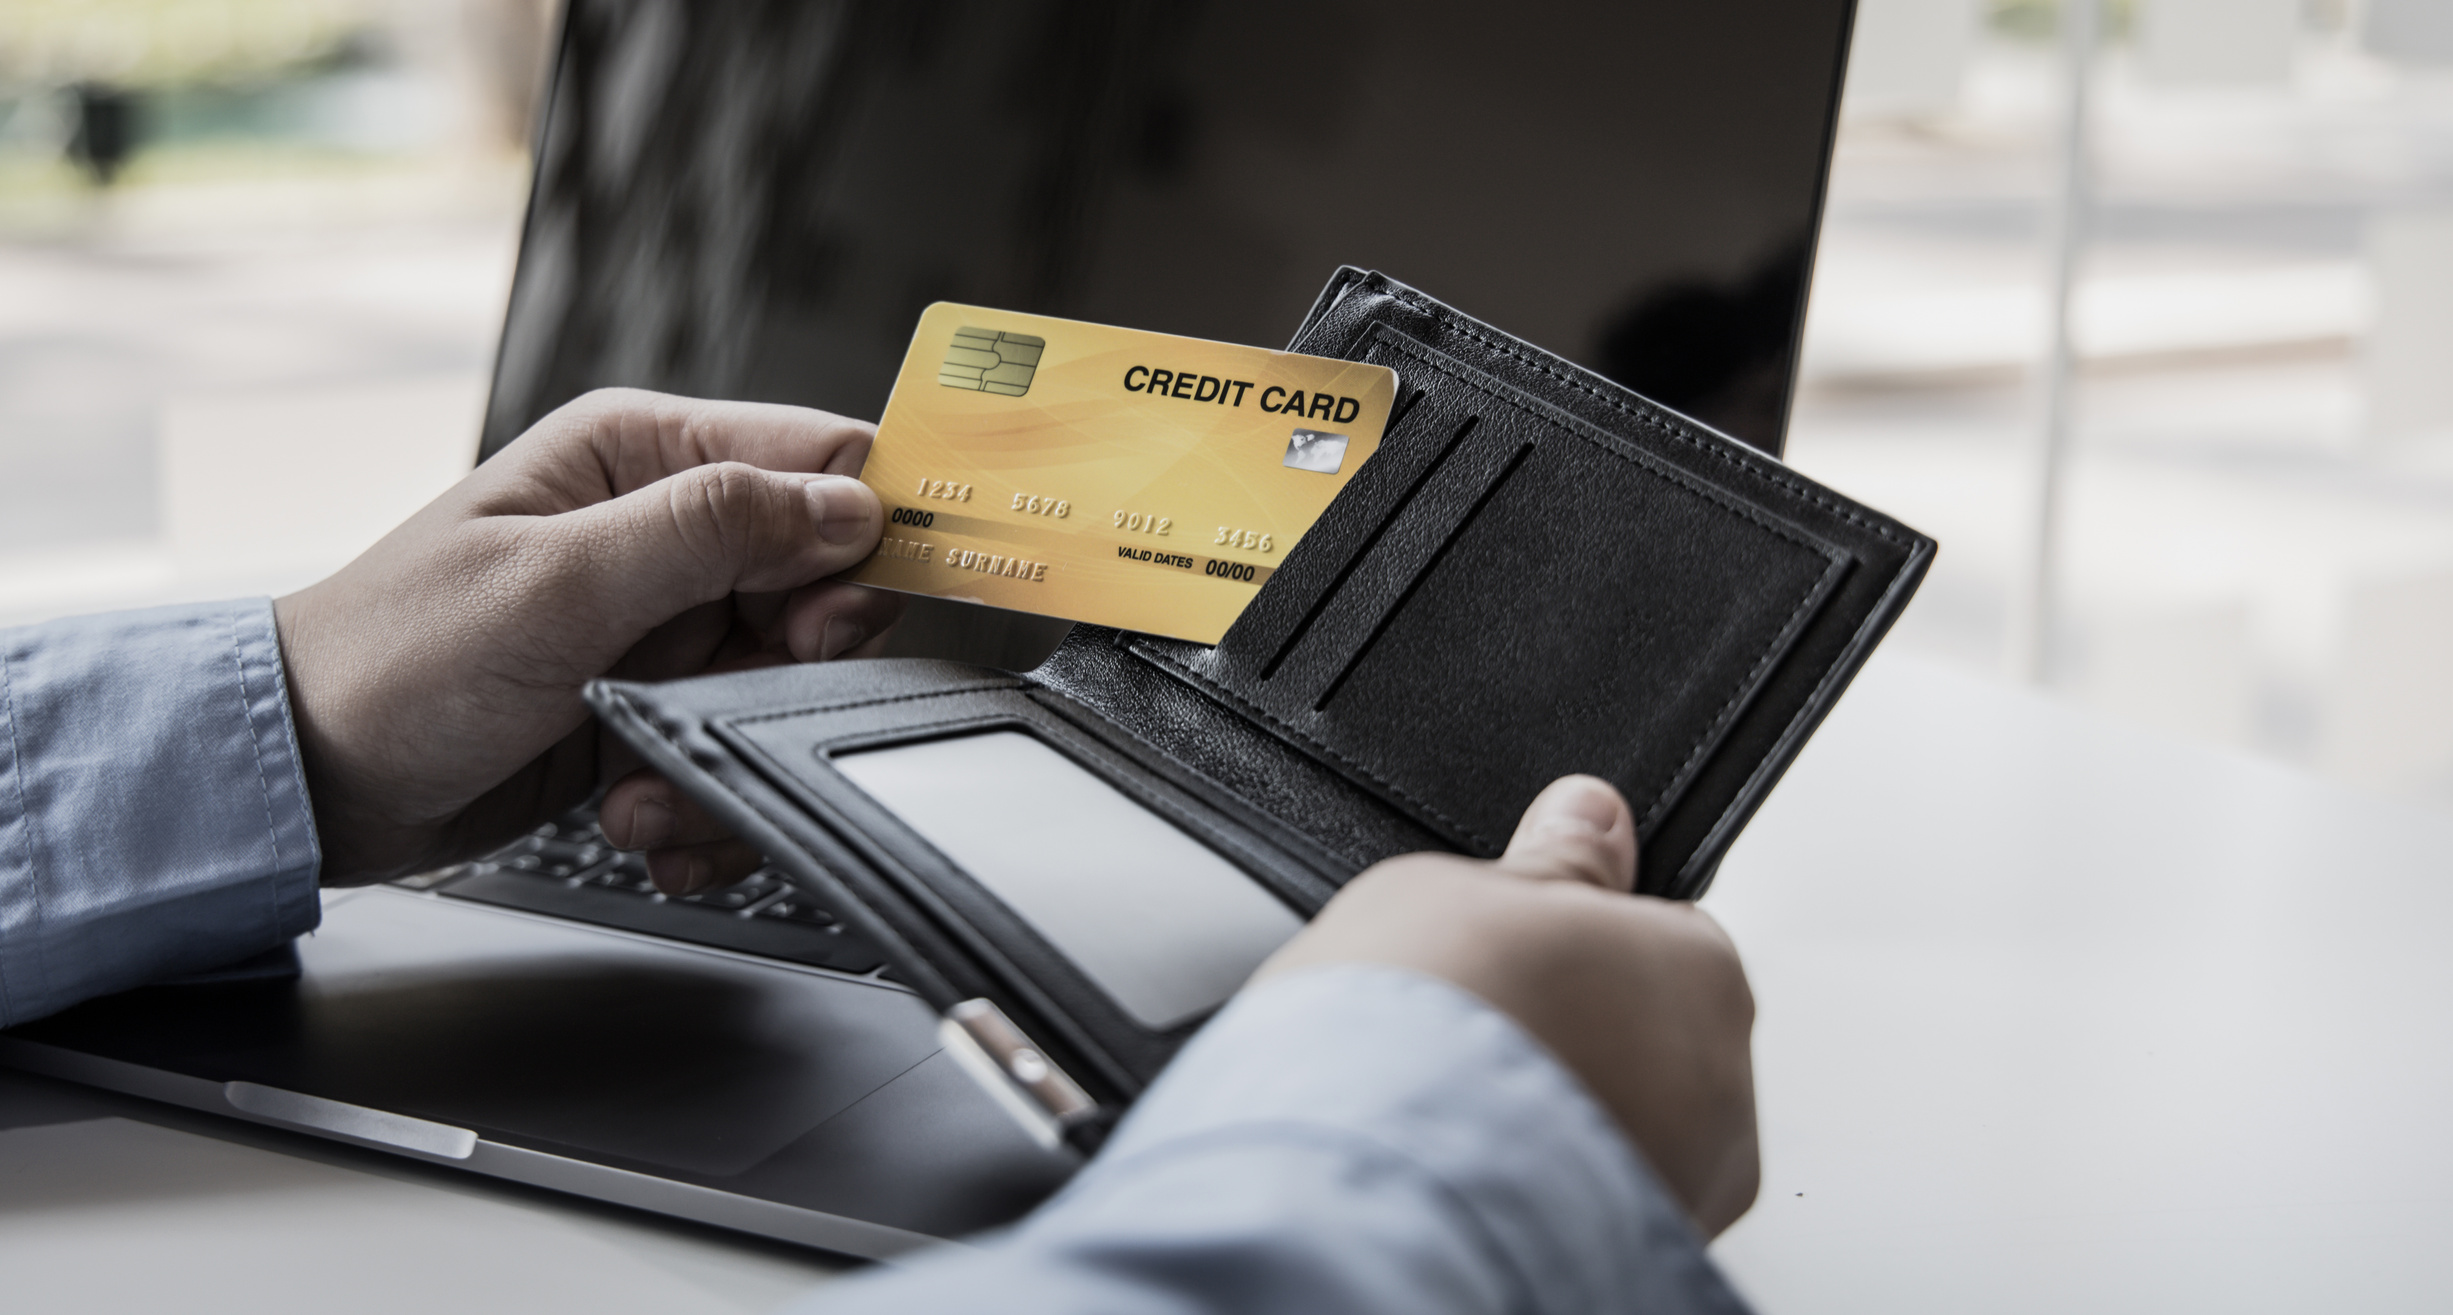 CREDIT CARD
1234 5678 9012 3456
0000
NAME SURNAME
VALID DATES 00/00